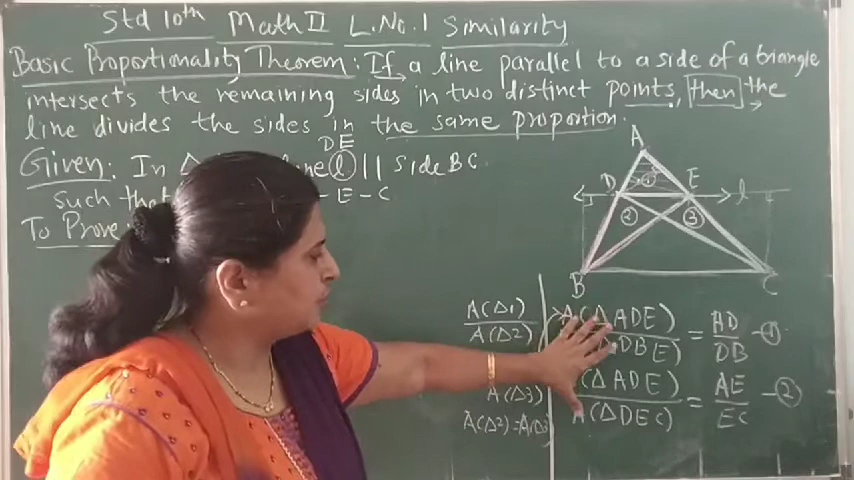 Std 10th Math II L.No.1 Similarity
Basic Proportionality Theorem: If a line parallel to a side of a triangle
intersects the remaining sides in two distinct points, then the
line divides the sides in the same proportion.
DE
Given: In Δ line l || side BC
such that - E - C
To Prove:
A
D E l
1
2 3
B C
A(Δ1) A(ΔADE) = AD - 1
A(Δ2) DBE) DB
A(ΔADE) = AE - 2
A(Δ3) A(ΔDEC) EC
A(Δ2) = A(Δ3